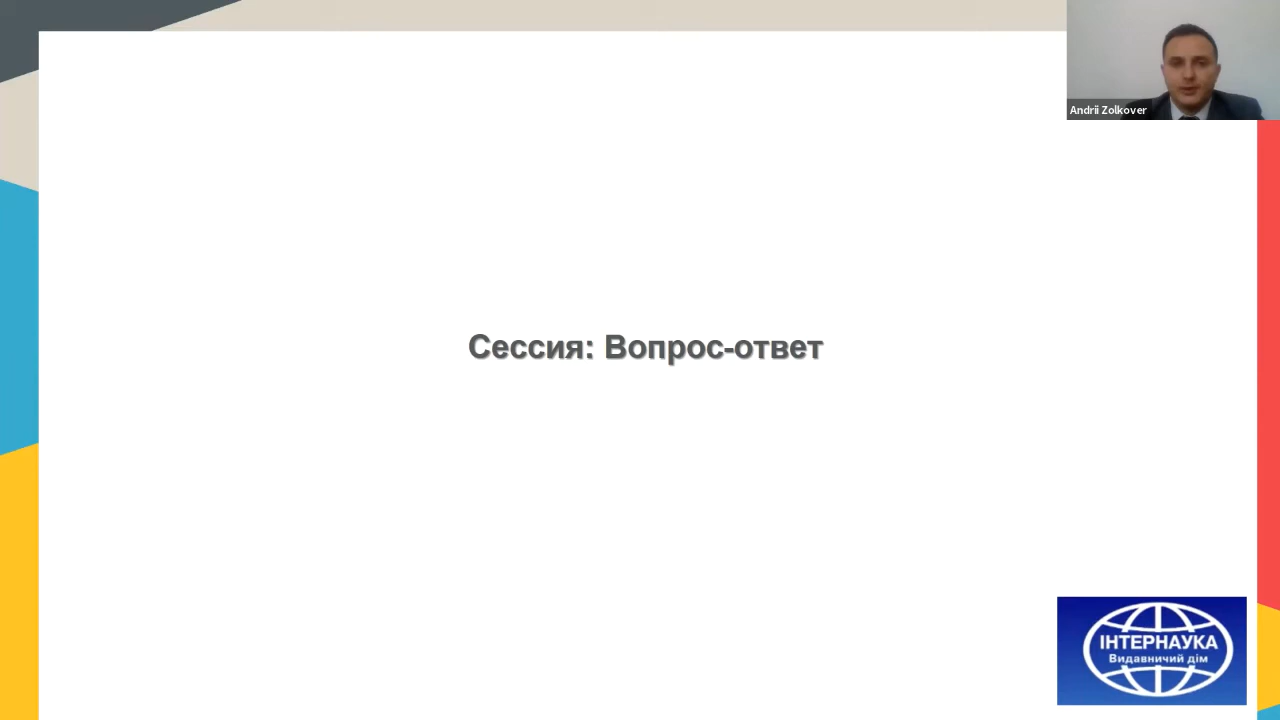 Andrii Zolkover
Сессия: Вопрос-ответ
ІНТЕРНАУКА
Видавничий дім